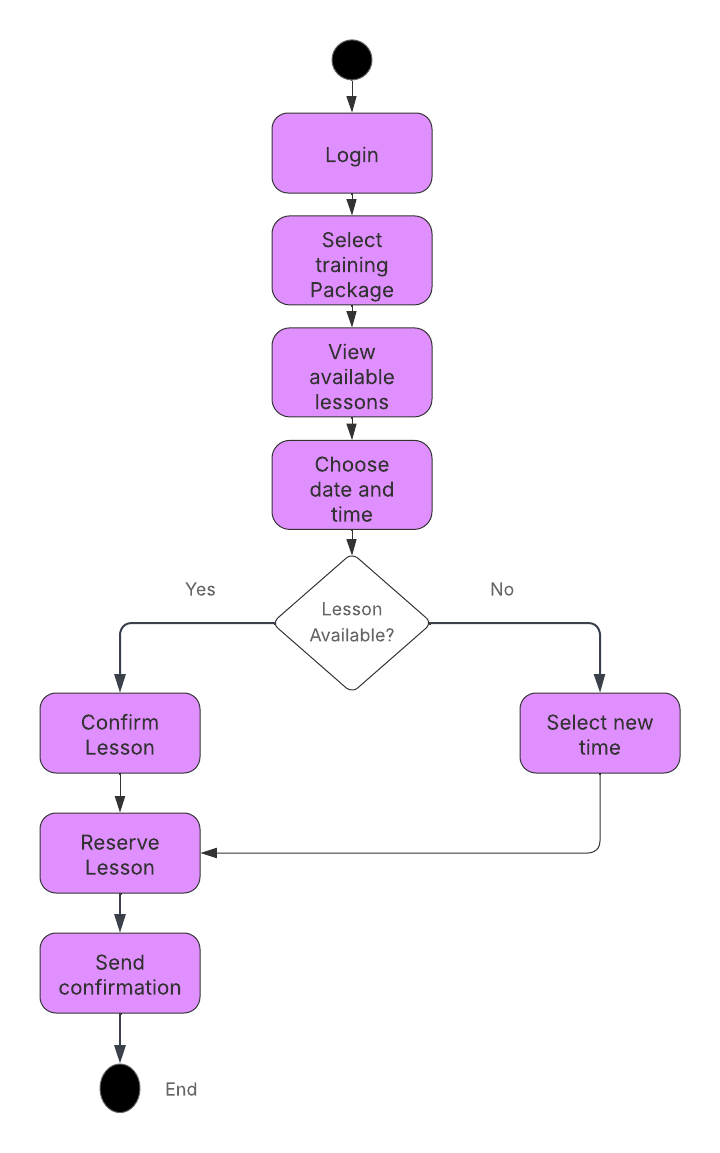 Login
Select
training
Package
View
available
lessons
Choose
date and
time
Yes
No
Lesson
Available?
Confirm
Lesson
Select new
time
Reserve
Lesson
Send
confirmation
End